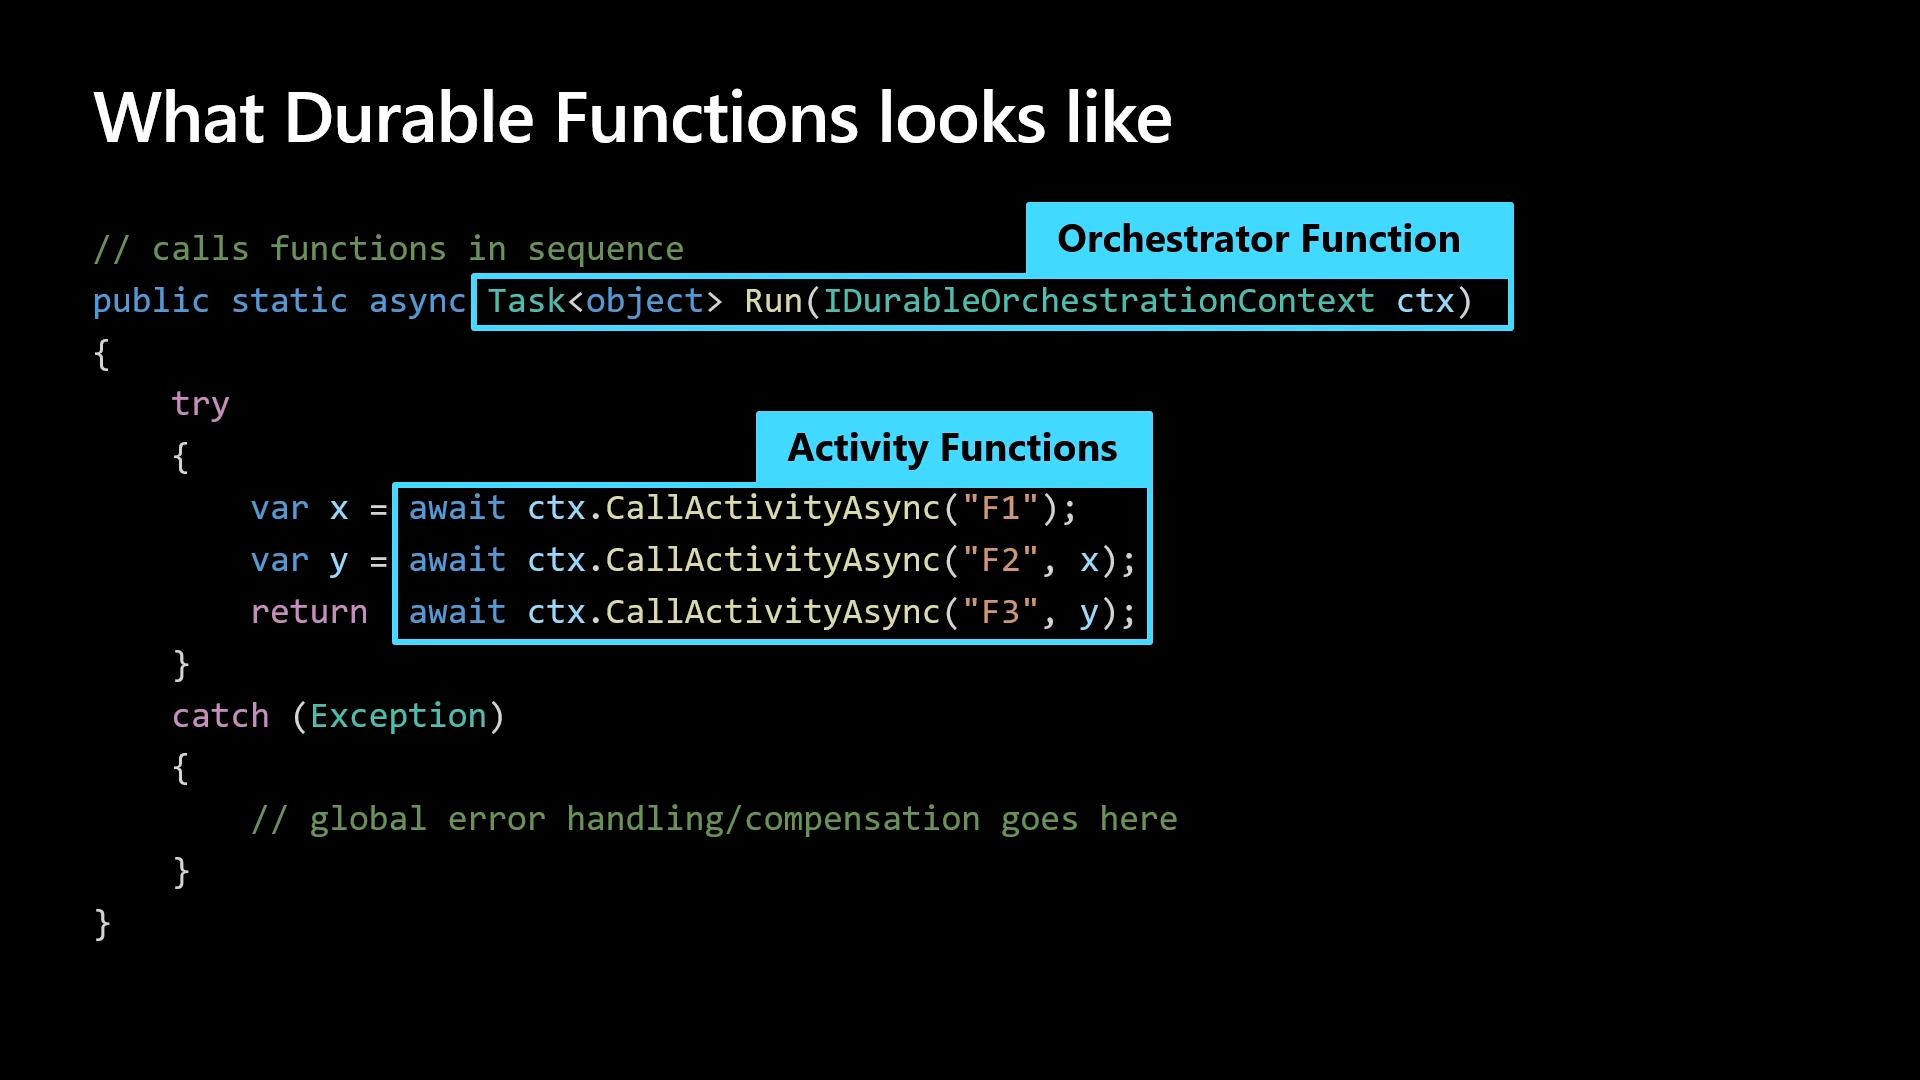 What Durable Functions looks like
// calls functions in sequence
Orchestrator Function
public static async Task<object> Run(IDurableOrchestrationContext ctx)
{
    try
    {
Activity Functions
        var x = await ctx.CallActivityAsync("F1");
        var y = await ctx.CallActivityAsync("F2", x);
        return await ctx.CallActivityAsync("F3", y);
    }
    catch (Exception)
    {
        // global error handling/compensation goes here
    }
}